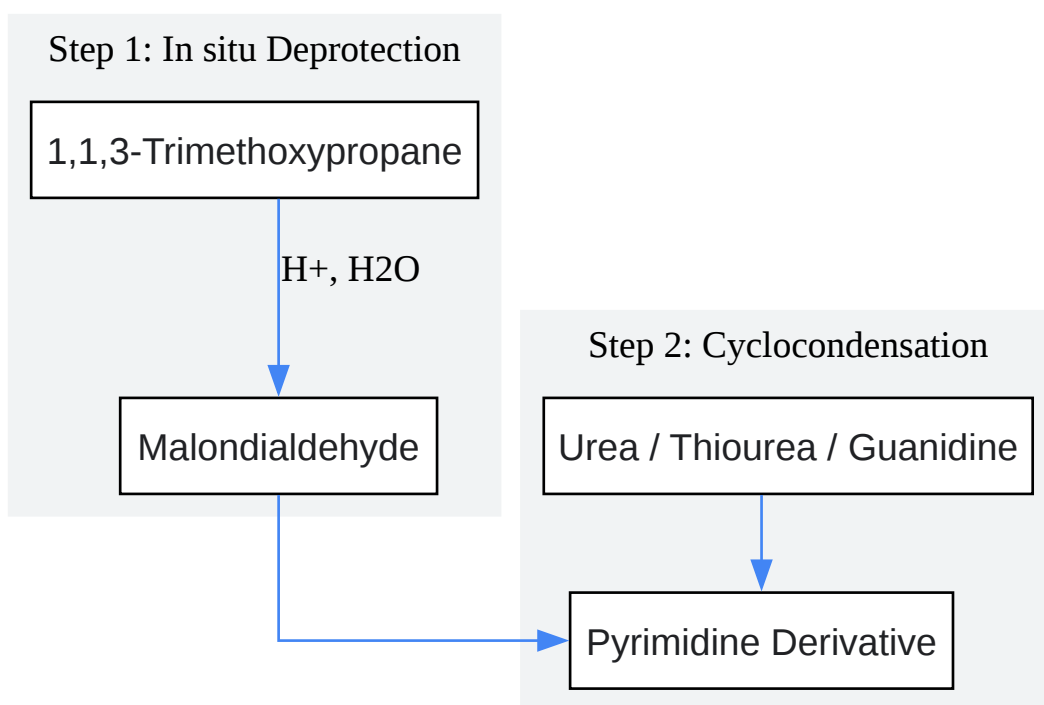 Step 1: In situ Deprotection
1,1,3-Trimethoxypropane
H+, H2O
Malondialdehyde
Step 2: Cyclocondensation
Urea / Thiourea / Guanidine
Pyrimidine Derivative